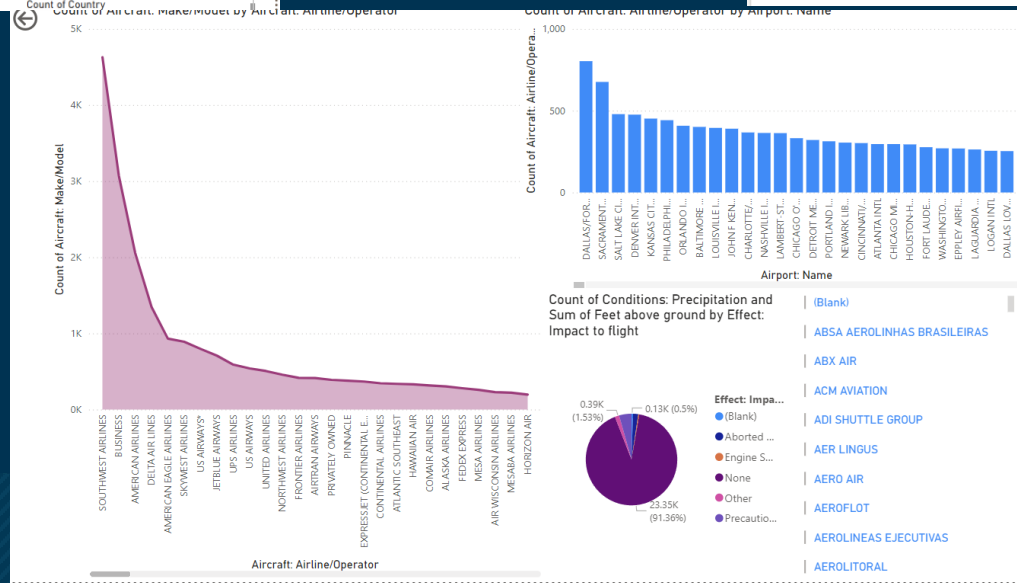 Count of Country
Count of Aircraft: Make/Model by Aircraft: Airline/Operator
5K
4K
3K
2K
1K
0K
Count of Aircraft: Make/Model
SOUTHWEST AIRLINES
BUSINESS
AMERICAN AIRLINES
DELTA AIR LINES
AMERICAN EAGLE AIRLINES
SKYWEST AIRLINES
US AIRWAYS*
JETBLUE AIRWAYS
UPS AIRLINES
US AIRWAYS
UNITED AIRLINES
NORTHWEST AIRLINES
FRONTIER AIRLINES
AIRTRAN AIRWAYS
PRIVATELY OWNED
PINNACLE
EXPRESSJET (CONTINENTAL E...
CONTINENTAL AIRLINES
ATLANTIC SOUTHEAST
HAWAIIAN AIR
COMAIR AIRLINES
ALASKA AIRLINES
FEDEX EXPRESS
MESA AIRLINES
AIR WISCONSIN AIRLINES
MESABA AIRLINES
HORIZON AIR
Aircraft: Airline/Operator
Count of Aircraft: Airline/Operator by Airport: Name
1,000
500
0
Count of Aircraft: Airline/Opera...
DALLAS/FOR...
SACRAMENT...
SALT LAKE CI...
DENVER INT...
KANSAS CIT...
PHILADELPHI...
ORLANDO I...
BALTIMORE ...
LOUISVILLE I...
JOHN F KEN...
CHARLOTTE/...
NASHVILLE I...
LAMBERT-ST...
CHICAGO O'...
DETROIT ME...
PORTLAND I...
NEWARK LIB...
CINCINNATI/...
ATLANTA INTL
CHICAGO MI...
HOUSTON-H...
FORT LAUDE...
WASHINGTO...
EPPLEY AIRFI...
LAGUARDIA ...
LOGAN INTL
DALLAS LOV...
Airport: Name
Count of Conditions: Precipitation and
Sum of Feet above ground by Effect:
Impact to flight
0.39K
(1.53%)
0.13K (0.5%)
23.35K
(91.36%)
Effect: Impa...
(Blank)
Aborted ...
Engine S...
None
Other
Precautio...
(Blank)
ABSA AEROLINHAS BRASILEIRAS
ABX AIR
ACM AVIATION
ADI SHUTTLE GROUP
AER LINGUS
AERO AIR
AEROFLOT
AEROLINEAS EJECUTIVAS
AEROLITORAL